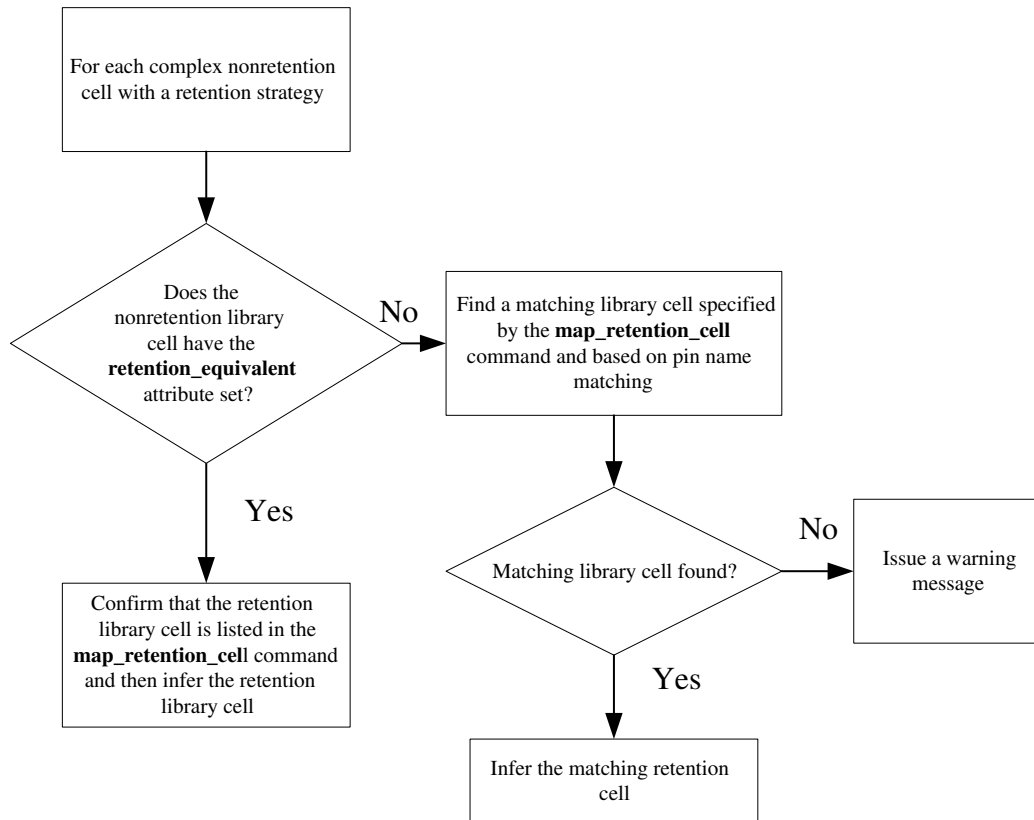 For each complex nonretention
cell with a retention strategy
Does the
nonretention library
cell have the
retention_equivalent
attribute set?
No
Find a matching library cell specified
by the map_retention_cell
command and based on pin name
matching
Yes
Confirm that the retention
library cell is listed in the
map_retention_cell command
and then infer the retention
library cell
Matching library cell found?
No
Issue a warning
message
Yes
Infer the matching retention
cell